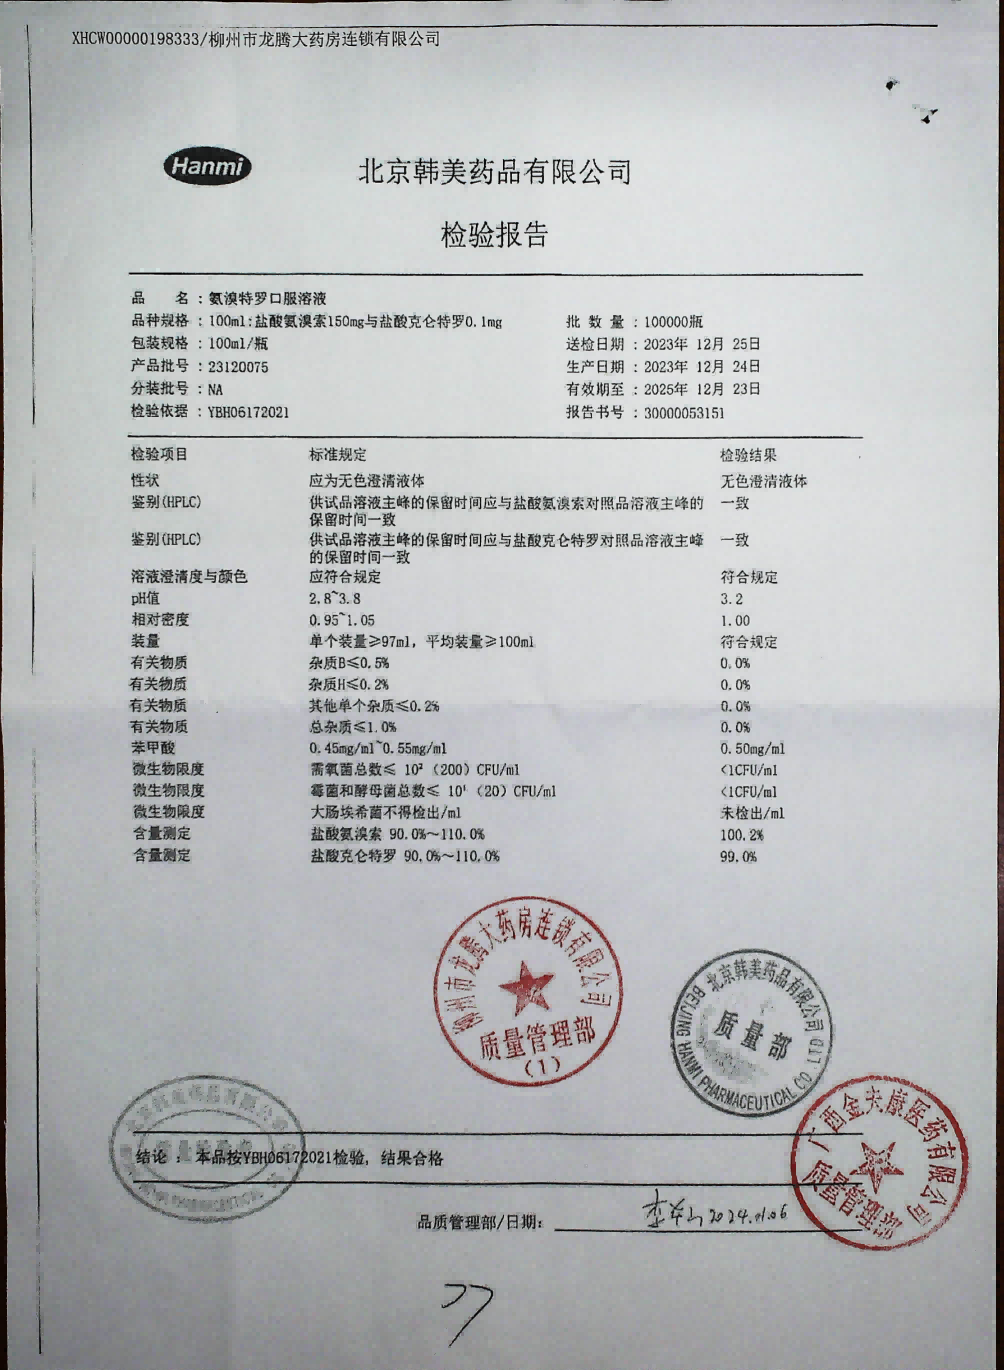 XHCW00000198333/柳州市龙腾大药房连锁有限公司
Hanmi
北京韩美药品有限公司
检验报告
品 名：氨溴特罗口服溶液
品种规格：100ml:盐酸氨溴索150mg与盐酸克仑特罗0.1mg 批 数 量：100000瓶
包装规格：100ml/瓶 送检日期：2023年 12月 25日
产品批号：23120075 生产日期：2023年 12月 24日
分装批号：NA 有效期至：2025年 12月 23日
检验依据：YBH06172021 报告书号：30000053151
检验项目 标准规定 检验结果
性状 应为无色澄清液体 无色澄清液体
鉴别(HPLC) 供试品溶液主峰的保留时间应与盐酸氨溴索对照品溶液主峰的 一致
保留时间一致
鉴别(HPLC) 供试品溶液主峰的保留时间应与盐酸克仑特罗对照品溶液主峰 一致
的保留时间一致
溶液澄清度与颜色 应符合规定 符合规定
pH值 2.8~3.8 3.2
相对密度 0.95~1.05 1.00
装量 单个装量≥97ml，平均装量≥100ml 符合规定
有关物质 杂质B≤0.5% 0.0%
有关物质 杂质H≤0.2% 0.0%
有关物质 其他单个杂质≤0.2% 0.0%
有关物质 总杂质≤1.0% 0.0%
苯甲酸 0.45mg/ml~0.55mg/ml 0.50mg/ml
微生物限度 需氧菌总数≤ 10²（200）CFU/ml <1CFU/ml
微生物限度 霉菌和酵母菌总数≤ 10¹（20）CFU/ml <1CFU/ml
微生物限度 大肠埃希菌不得检出/ml 未检出/ml
含量测定 盐酸氨溴索 90.0%～110.0% 100.2%
含量测定 盐酸克仑特罗 90.0%～110.0% 99.0%
柳州市龙腾大药房连锁有限公司
质量管理部
(1)
北京韩美药品有限公司
质量部
BEIJING HANMI PHARMACEUTICAL CO LTD
广西金夫康医药有限公司
质量管理部
结论：本品按YBH06172021检验，结果合格
品质管理部/日期：